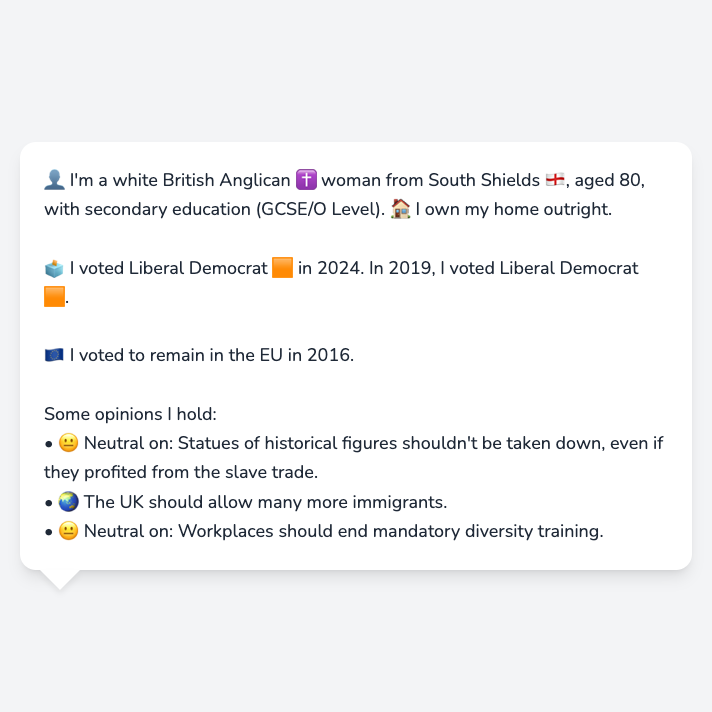 👤 I'm a white British Anglican ✝️ woman from South Shields 🏴󠁧󠁢󠁥󠁮󠁧󠁿, aged 80,
with secondary education (GCSE/O Level). 🏠 I own my home outright.
🗳️ I voted Liberal Democrat 🟧 in 2024. In 2019, I voted Liberal Democrat
🟧.
🇪🇺 I voted to remain in the EU in 2016.
Some opinions I hold:
• 😐 Neutral on: Statues of historical figures shouldn't be taken down, even if
they profited from the slave trade.
• 🌏 The UK should allow many more immigrants.
• 😐 Neutral on: Workplaces should end mandatory diversity training.